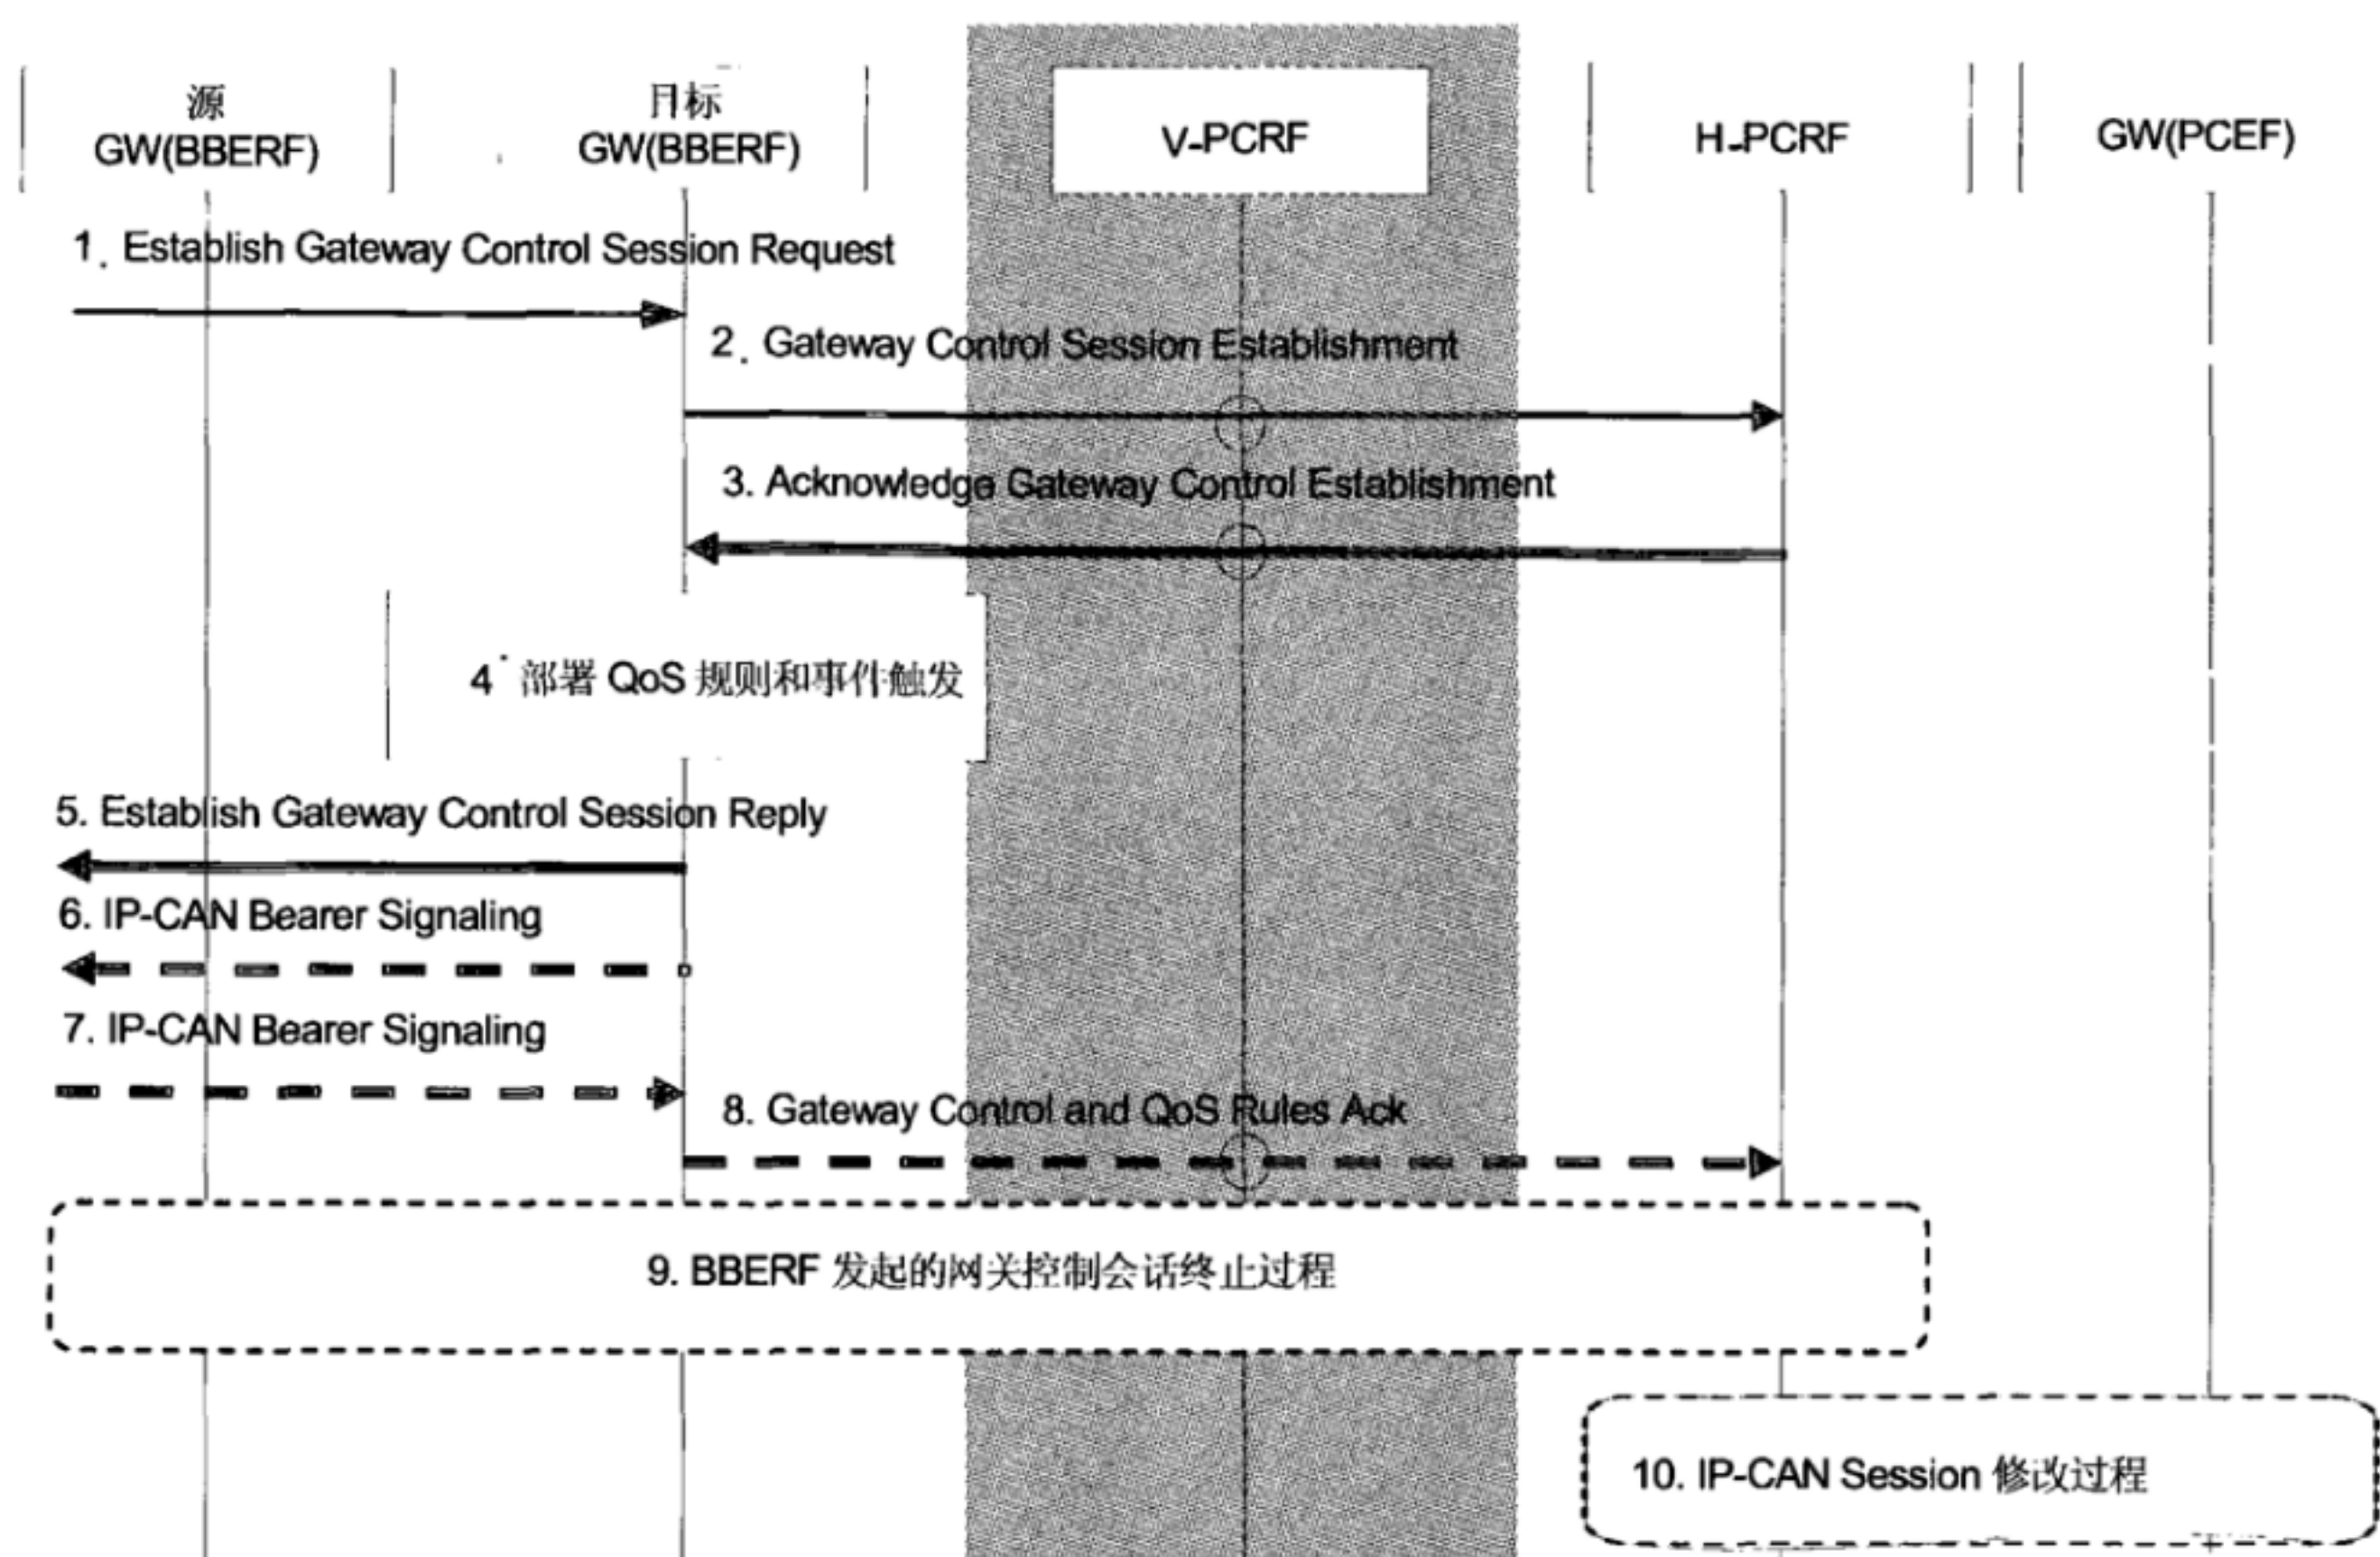 源
GW(BBERF)
目标
GW(BBERF)
V-PCRF
H-PCRF
GW(PCEF)
1. Establish Gateway Control Session Request
2. Gateway Control Session Establishment
3. Acknowledge Gateway Control Establishment
4 部署 QoS 规则和事件触发
5. Establish Gateway Control Session Reply
6. IP-CAN Bearer Signaling
7. IP-CAN Bearer Signaling
8. Gateway Control and QoS Rules Ack
9. BBERF 发起的网关控制会话终止过程
10. IP-CAN Session 修改过程